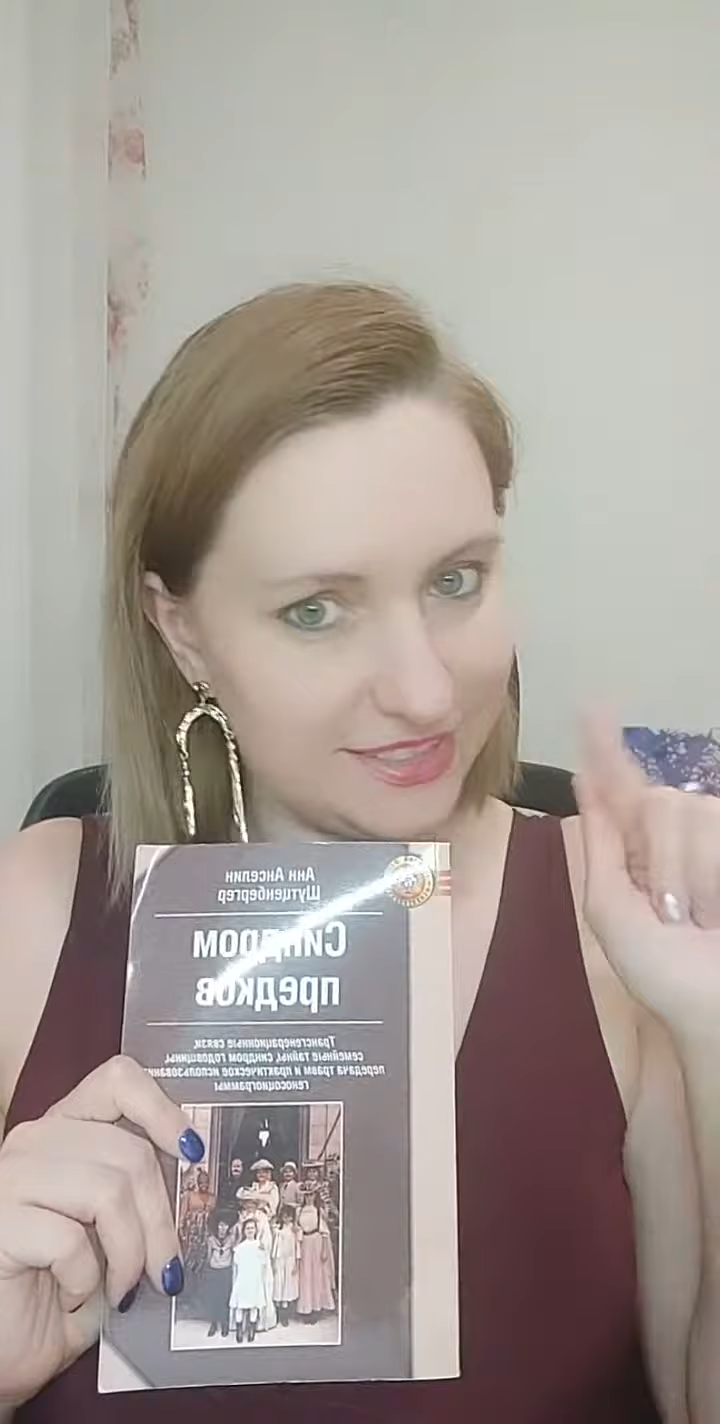 Анн Анселин
Шутценбергер
Синдром
предков
Трансгенерационные связи,
семейные тайны, синдром годовщины,
передача травм и практическое использование
геносоциограммы